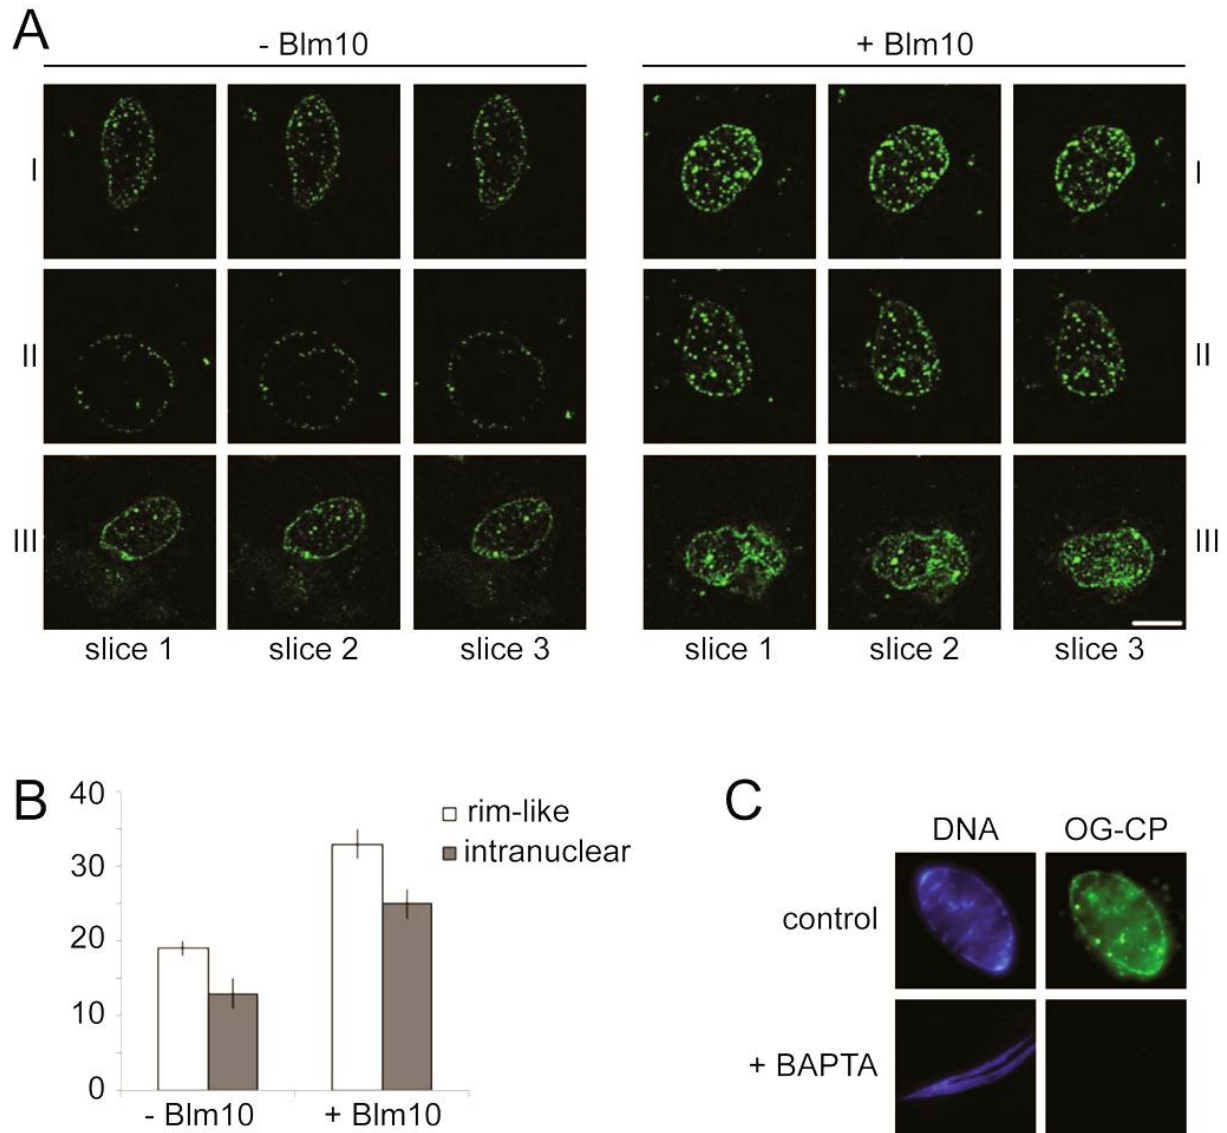 A
- Blm10
+ Blm10
I
I
II
II
III
III
slice 1
slice 2
slice 3
slice 1
slice 2
slice 3
B
40
30
20
10
0
rim-like
intranuclear
- Blm10
+ Blm10
C
DNA
OG-CP
control
+ BAPTA